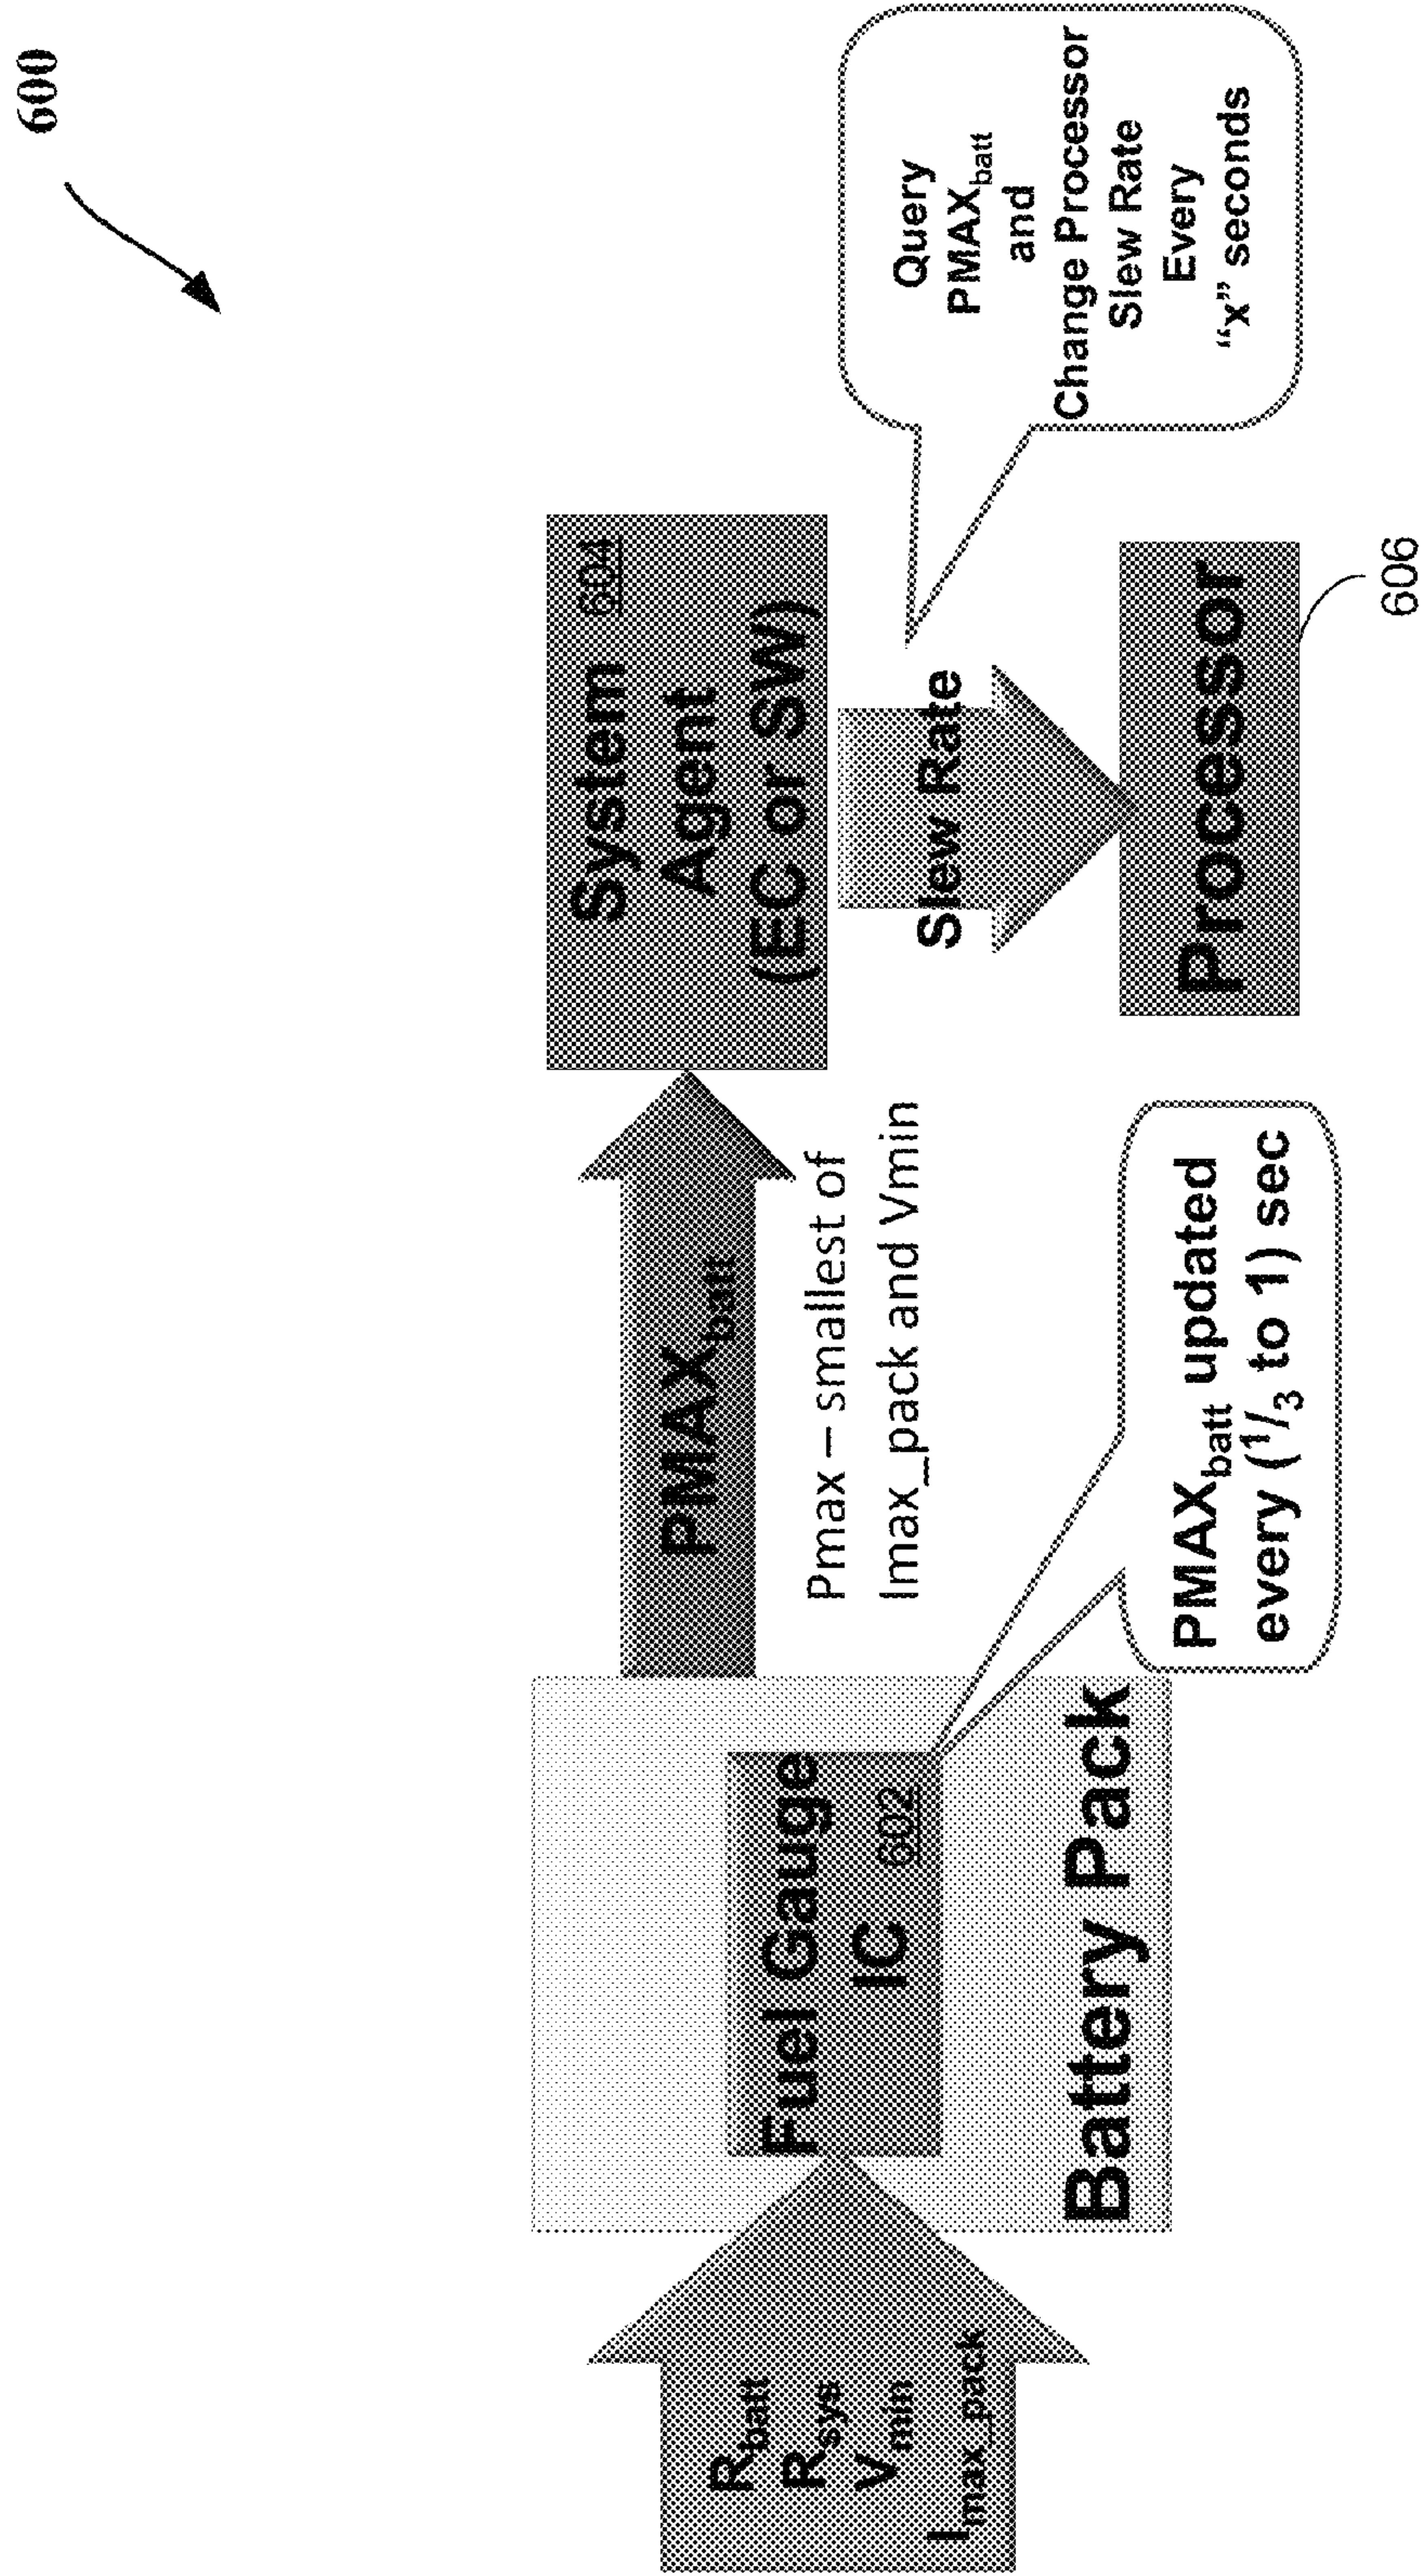 600
R_batt
R_sys
V_min
I_max_pack
Fuel Gauge
IC 602
Battery Pack
PMAX_batt
Pmax – smallest of
Imax_pack and Vmin
PMAX_batt updated
every (1/3 to 1) sec
System 604
Agent
(EC or SW)
Slew Rate
Processor
606
Query
PMAX_batt
and
Change Processor
Slew Rate
Every
“x” seconds